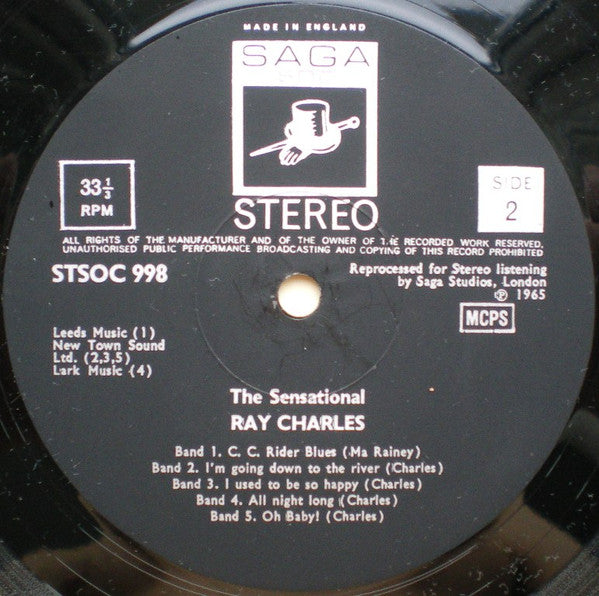 MADE IN ENGLAND
SAGA
33⅓
RPM
SIDE
2
STEREO
ALL RIGHTS OF THE MANUFACTURER AND OF THE OWNER OF THE RECORDED WORK RESERVED.
UNAUTHORISED PUBLIC PERFORMANCE BROADCASTING AND COPYING OF THIS RECORD PROHIBITED
STSOC 998
Reprocessed for Stereo listening
by Saga Studios, London
℗ 1965
MCPS
Leeds Music (1)
New Town Sound
Ltd. (2,3,5)
Lark Music (4)
The Sensational
RAY CHARLES
Band 1. C. C. Rider Blues (Ma Rainey)
Band 2. I'm going down to the river (Charles)
Band 3. I used to be so happy (Charles)
Band 4. All night long (Charles)
Band 5. Oh Baby! (Charles)